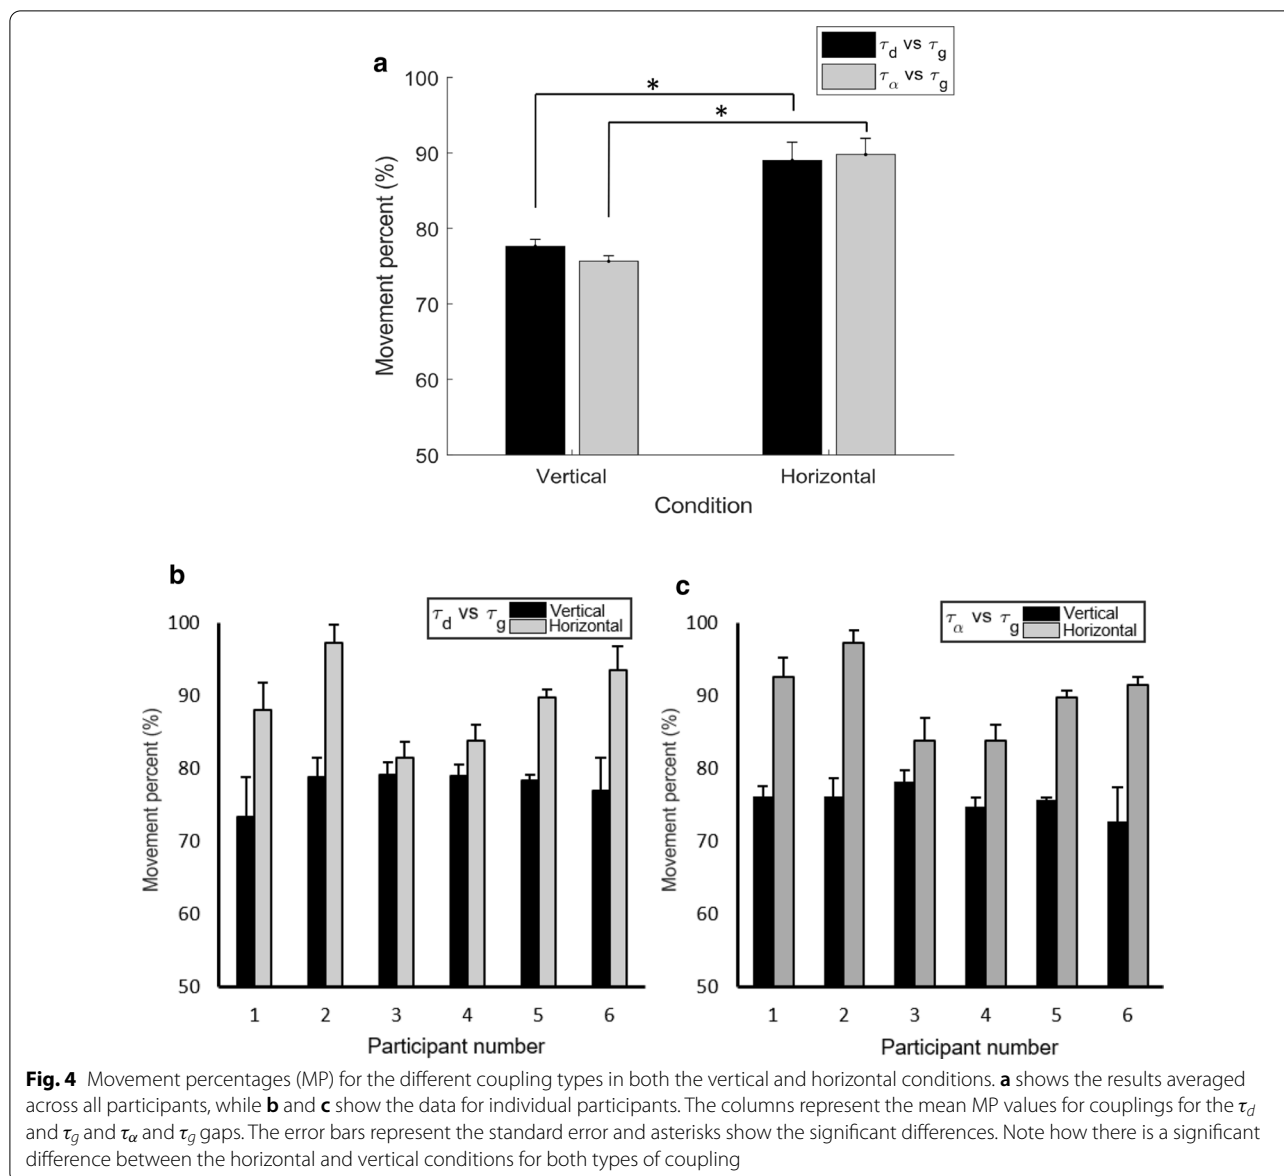 a
τd vs τg
τα vs τg
100
90
80
70
60
50
*
*
Movement percent (%)
Vertical
Horizontal
Condition
b
τd vs τg
Vertical
Horizontal
100
90
80
70
60
50
Movement percent (%)
1 2 3 4 5 6
Participant number
c
τα vs τg
Vertical
Horizontal
100
90
80
70
60
50
Movement percent (%)
1 2 3 4 5 6
Participant number
Fig. 4 Movement percentages (MP) for the different coupling types in both the vertical and horizontal conditions. a shows the results averaged
across all participants, while b and c show the data for individual participants. The columns represent the mean MP values for couplings for the τd
and τg and τα and τg gaps. The error bars represent the standard error and asterisks show the significant differences. Note how there is a significant
difference between the horizontal and vertical conditions for both types of coupling